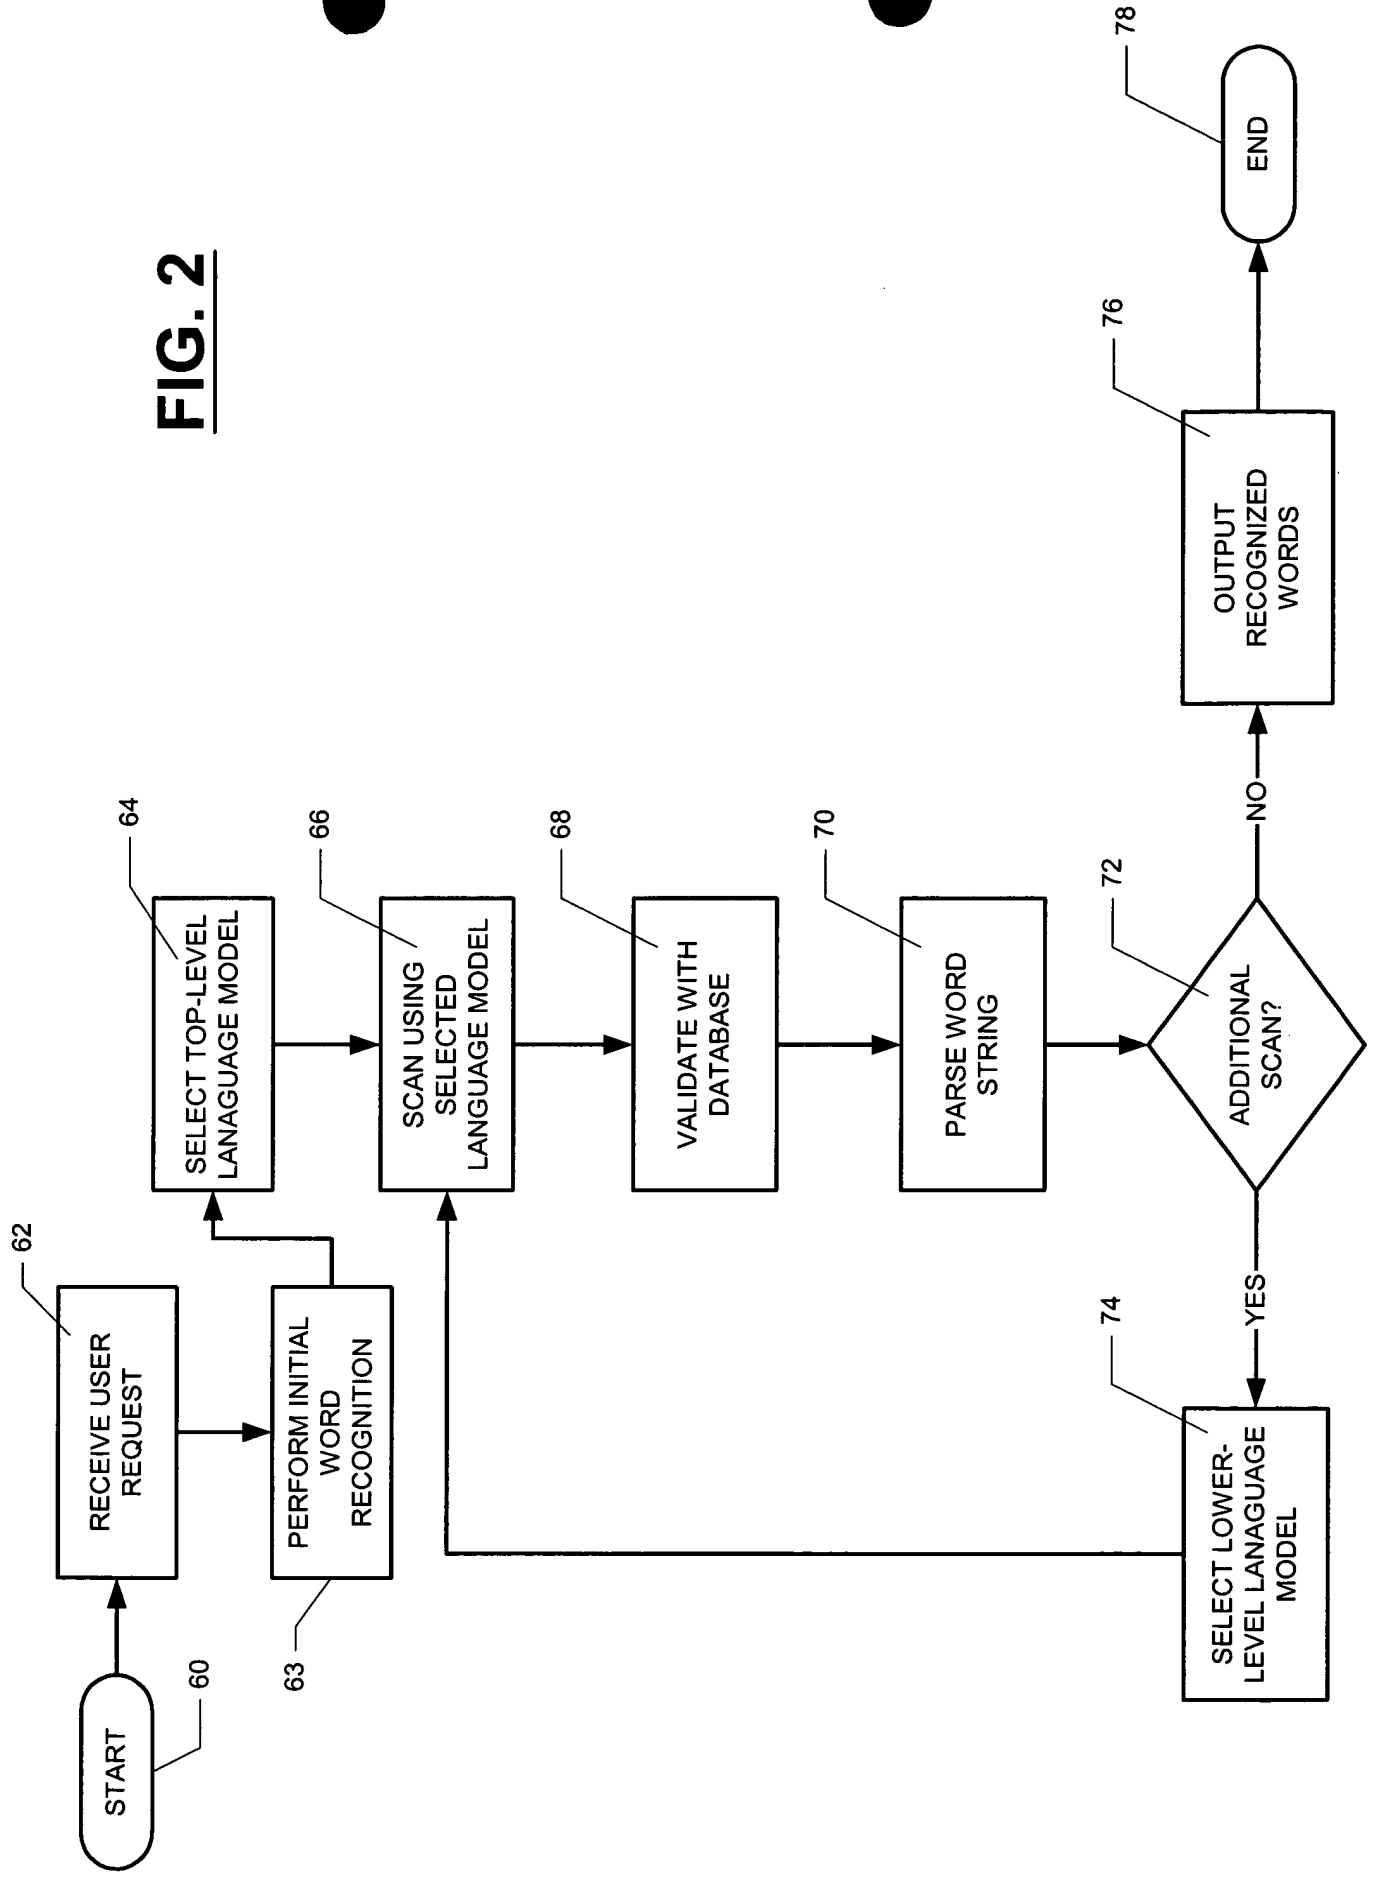 FIG. 2
START
60
RECEIVE USER
REQUEST
62
PERFORM INITIAL
WORD
RECOGNITION
63
SELECT TOP-LEVEL
LANAGUAGE MODEL
64
SCAN USING
SELECTED
LANGUAGE MODEL
66
VALIDATE WITH
DATABASE
68
PARSE WORD
STRING
70
ADDITIONAL
SCAN?
72
YES
NO
SELECT LOWER-
LEVEL LANAGUAGE
MODEL
74
OUTPUT
RECOGNIZED
WORDS
76
END
78